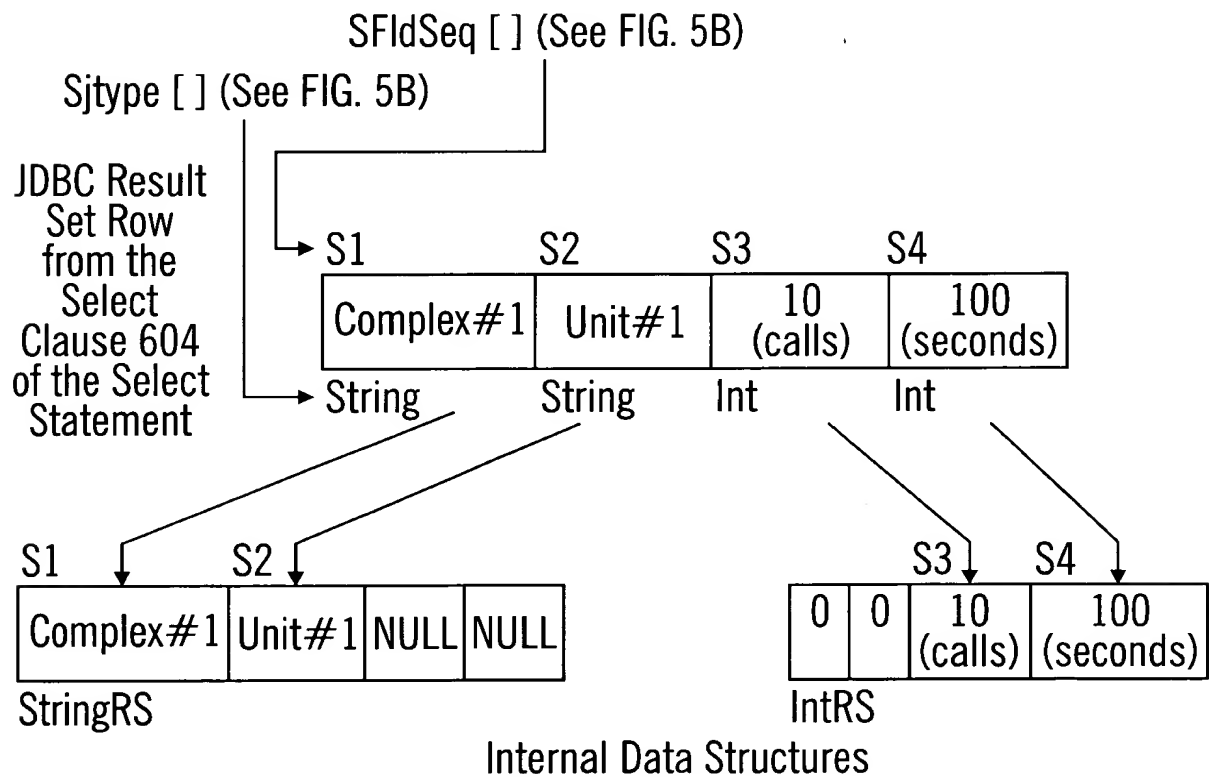 SFldSeq [ ] (See FIG. 5B)
Sjtype [ ] (See FIG. 5B)
JDBC Result
Set Row
from the
Select
Clause 604
of the Select
Statement
S1 S2 S3 S4
Complex#1 Unit#1 10 (calls) 100 (seconds)
String String Int Int
S1 S2
Complex#1 Unit#1 NULL NULL
StringRS
S3 S4
0 0 10 (calls) 100 (seconds)
IntRS
Internal Data Structures